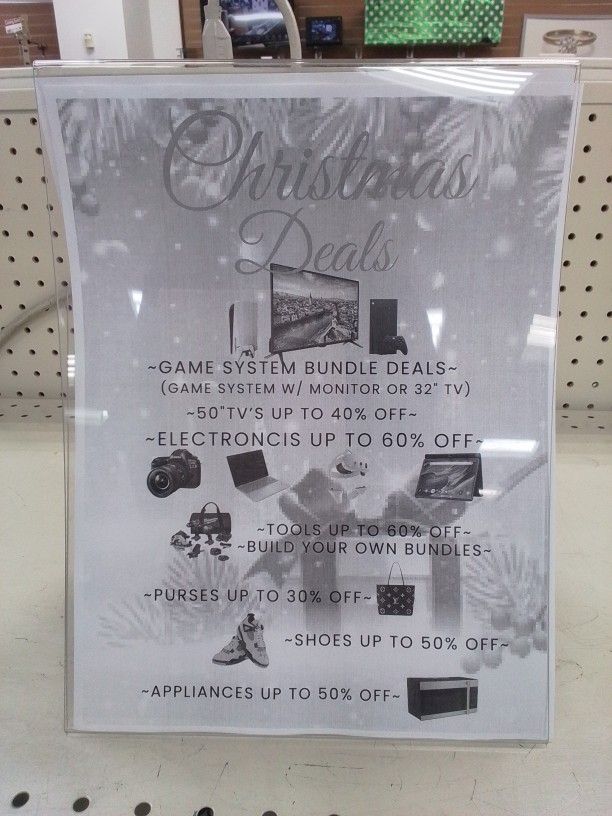 Christmas
Deals
~GAME SYSTEM BUNDLE DEALS~
(GAME SYSTEM W/ MONITOR OR 32" TV)
~50"TV'S UP TO 40% OFF~
~ELECTRONCIS UP TO 60% OFF~
~TOOLS UP TO 60% OFF~
~BUILD YOUR OWN BUNDLES~
~PURSES UP TO 30% OFF~
~SHOES UP TO 50% OFF~
~APPLIANCES UP TO 50% OFF~